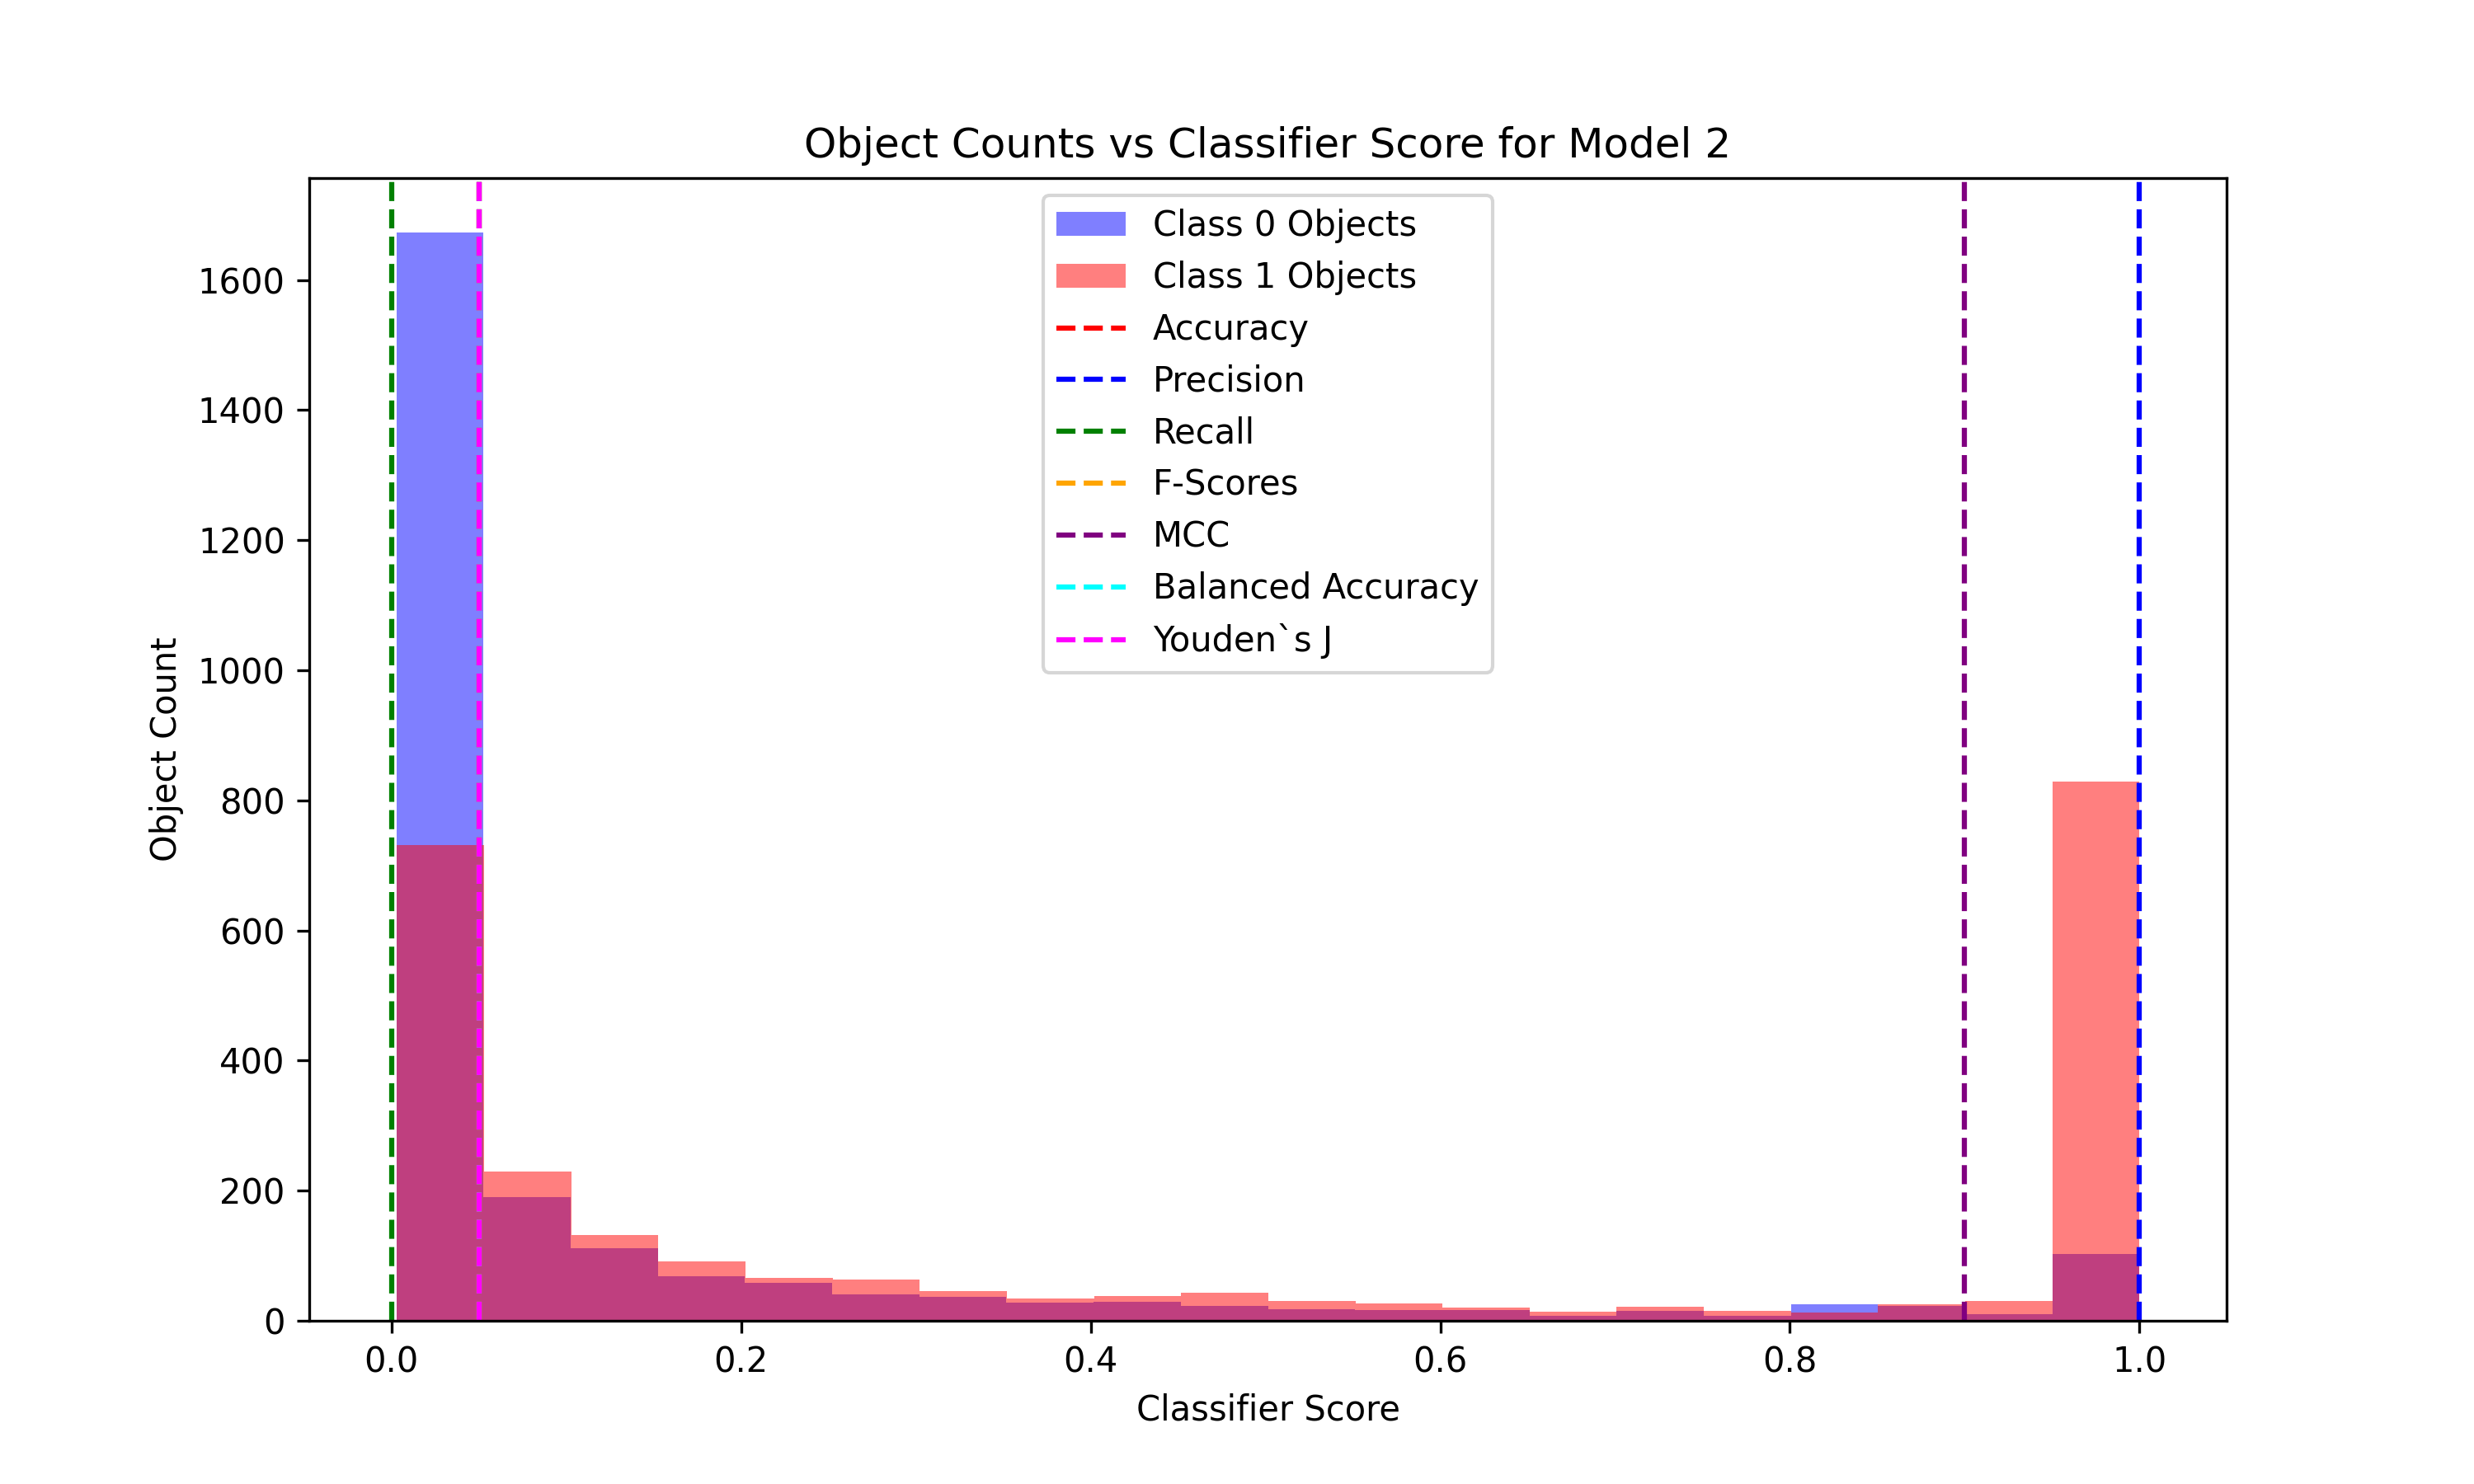 Object Counts vs Classifier Score for Model 2
Class 0 Objects
Class 1 Objects
Accuracy
Precision
Recall
F-Scores
MCC
Balanced Accuracy
Youden`s J
Object Count
1600
1400
1200
1000
800
600
400
200
0
0.0 0.2 0.4 0.6 0.8 1.0
Classifier Score